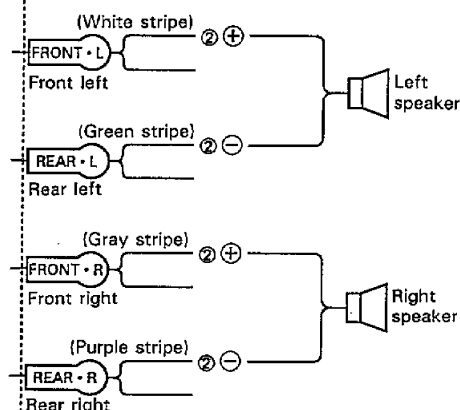 (White stripe)
② ⊕
FRONT • L
Front left
Left
speaker
(Green stripe)
② ⊖
REAR • L
Rear left
(Gray stripe)
② ⊕
FRONT • R
Front right
Right
speaker
(Purple stripe)
② ⊖
REAR • R
Rear right